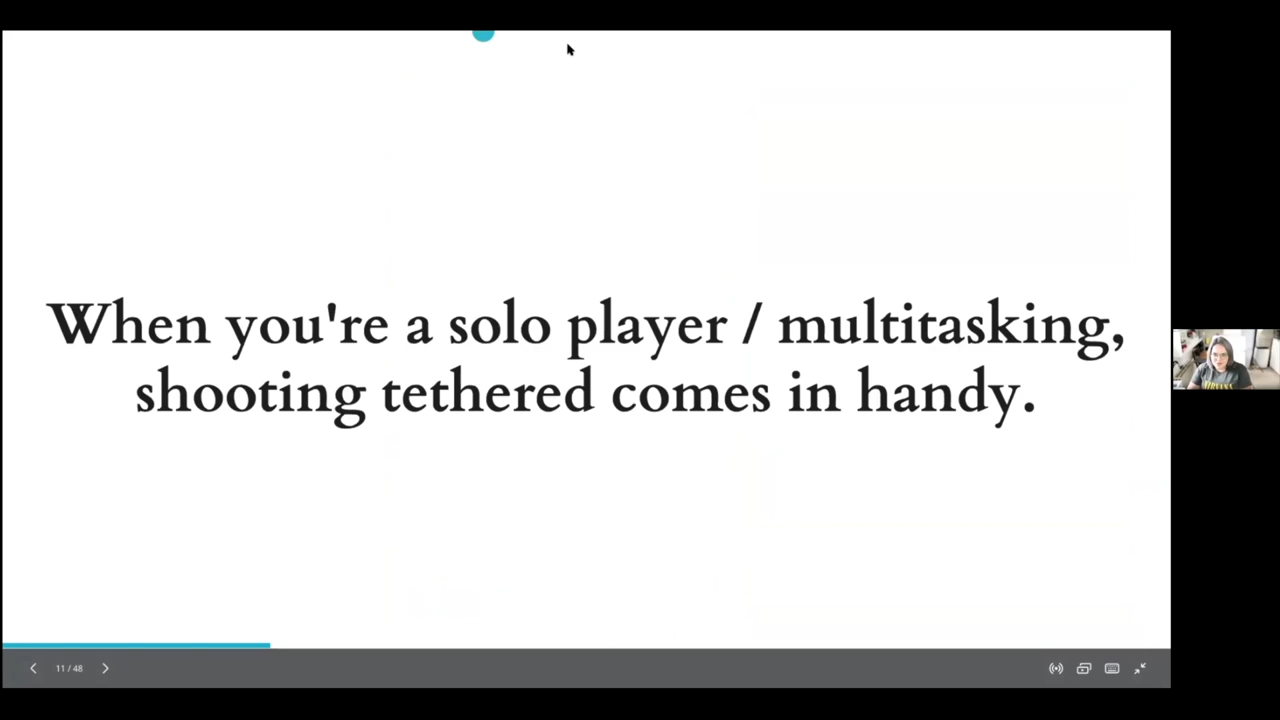 When you're a solo player / multitasking,
shooting tethered comes in handy.
11 / 48